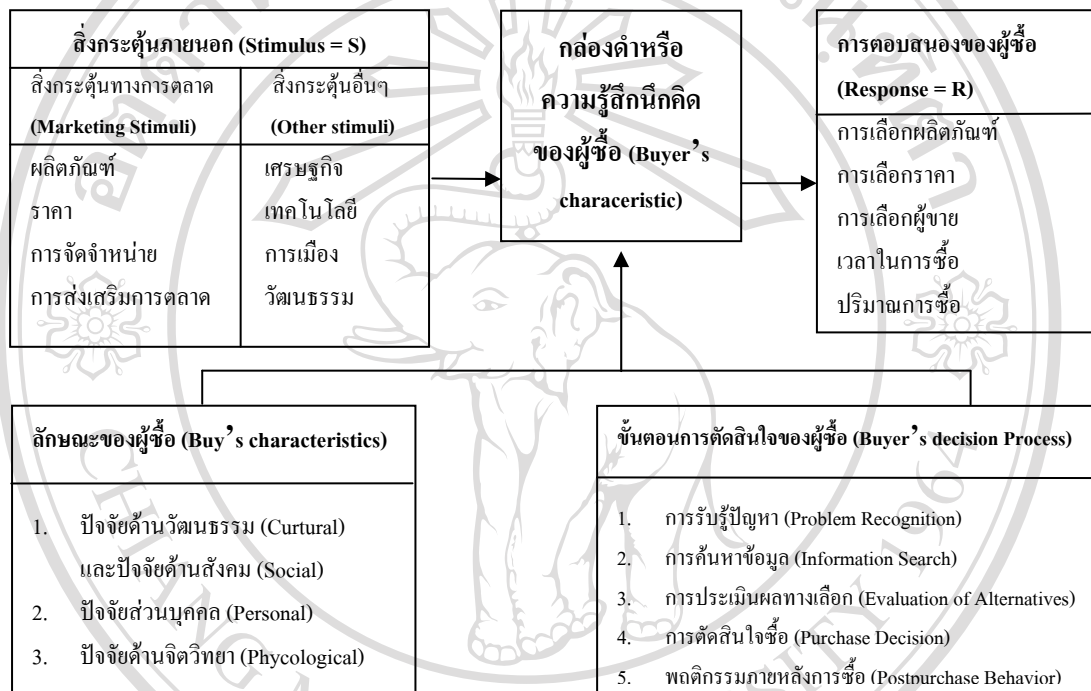 สิ่งกระตุ้นภายนอก (Stimulus = S)
สิ่งกระตุ้นทางการตลาด
(Marketing Stimuli)
ผลิตภัณฑ์
ราคา
การจัดจำหน่าย
การส่งเสริมการตลาด
สิ่งกระตุ้นอื่นๆ
(Other stimuli)
เศรษฐกิจ
เทคโนโลยี
การเมือง
วัฒนธรรม
กล่องดำหรือ
ความรู้สึกนึกคิด
ของผู้ซื้อ (Buyer’s
characeristic)
การตอบสนองของผู้ซื้อ
(Response = R)
การเลือกผลิตภัณฑ์
การเลือกราคา
การเลือกผู้ขาย
เวลาในการซื้อ
ปริมาณการซื้อ
ลักษณะของผู้ซื้อ (Buy’s characteristics)
1. ปัจจัยด้านวัฒนธรรม (Curtural)
และปัจจัยด้านสังคม (Social)
2. ปัจจัยส่วนบุคคล (Personal)
3. ปัจจัยด้านจิตวิทยา (Phycological)
ขั้นตอนการตัดสินใจของผู้ซื้อ (Buyer’s decision Process)
1. การรับรู้ปัญหา (Problem Recognition)
2. การค้นหาข้อมูล (Information Search)
3. การประเมินผลทางเลือก (Evaluation of Alternatives)
4. การตัดสินใจซื้อ (Purchase Decision)
5. พฤติกรรมภายหลังการซื้อ (Postpurchase Behavior)
1964